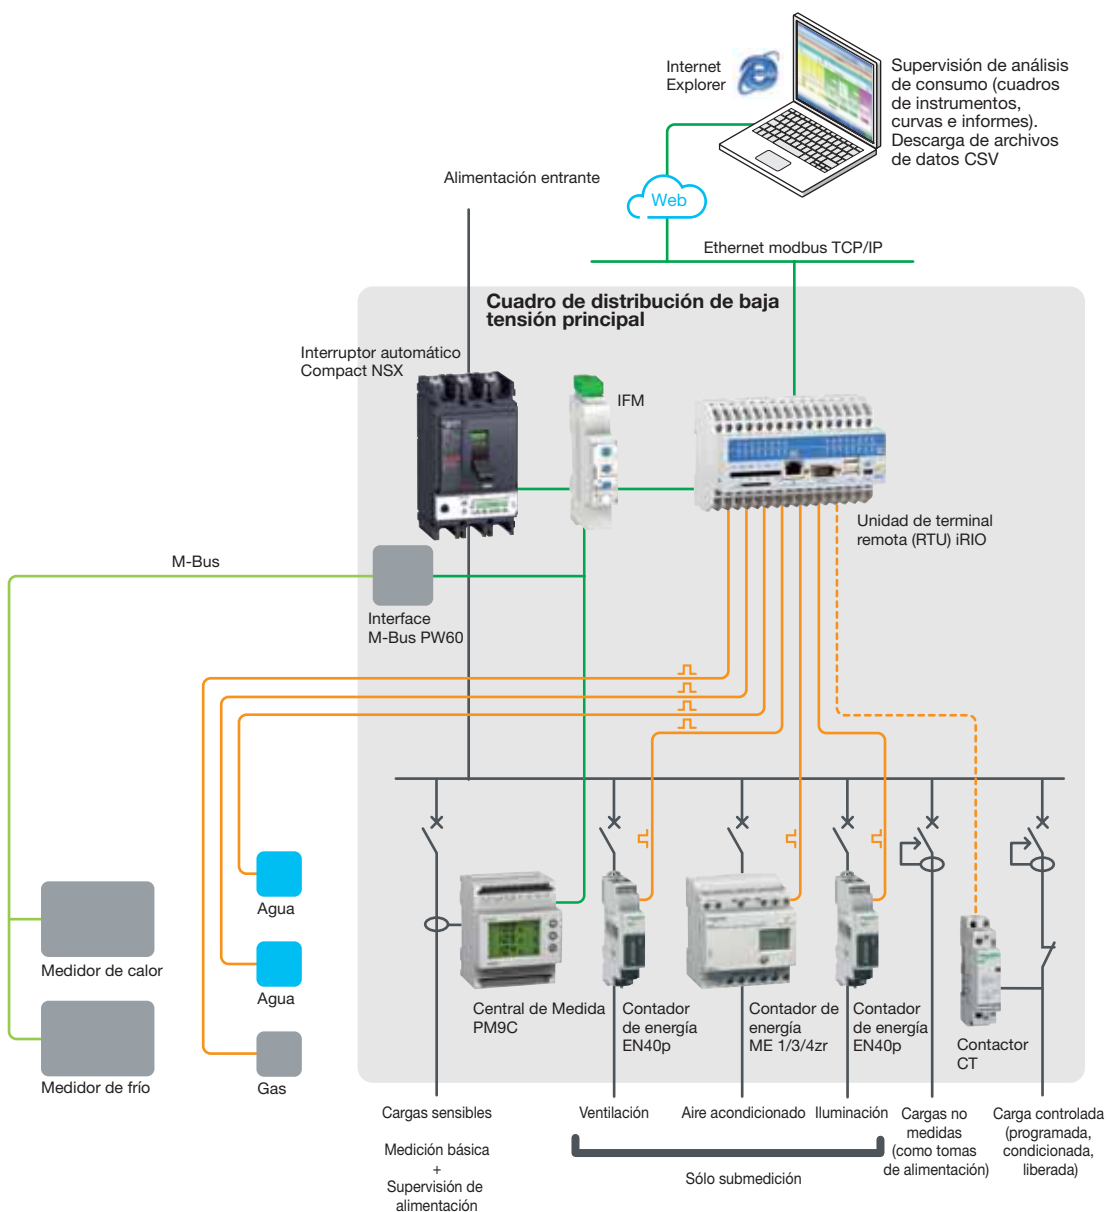 Internet
Explorer
Supervisión de análisis
de consumo (cuadros
de instrumentos,
curvas e informes).
Descarga de archivos
de datos CSV
Alimentación entrante
Web
Ethernet modbus TCP/IP
Cuadro de distribución de baja
tensión principal
Interruptor automático
Compact NSX
IFM
Unidad de terminal
remota (RTU) iRIO
M-Bus
Interface
M-Bus PW60
Agua
Medidor de calor
Agua
Medidor de frío
Gas
Central de Medida
PM9C
Contador
de energía
EN40p
Contador de
energía
ME 1/3/4zr
Contador
de energía
EN40p
Contactor
CT
Cargas sensibles
Medición básica
+
Supervisión de
alimentación
Ventilación
Aire acondicionado
Iluminación
Sólo submedición
Cargas no
medidas
(como tomas
de alimentación)
Carga controlada
(programada,
condicionada,
liberada)